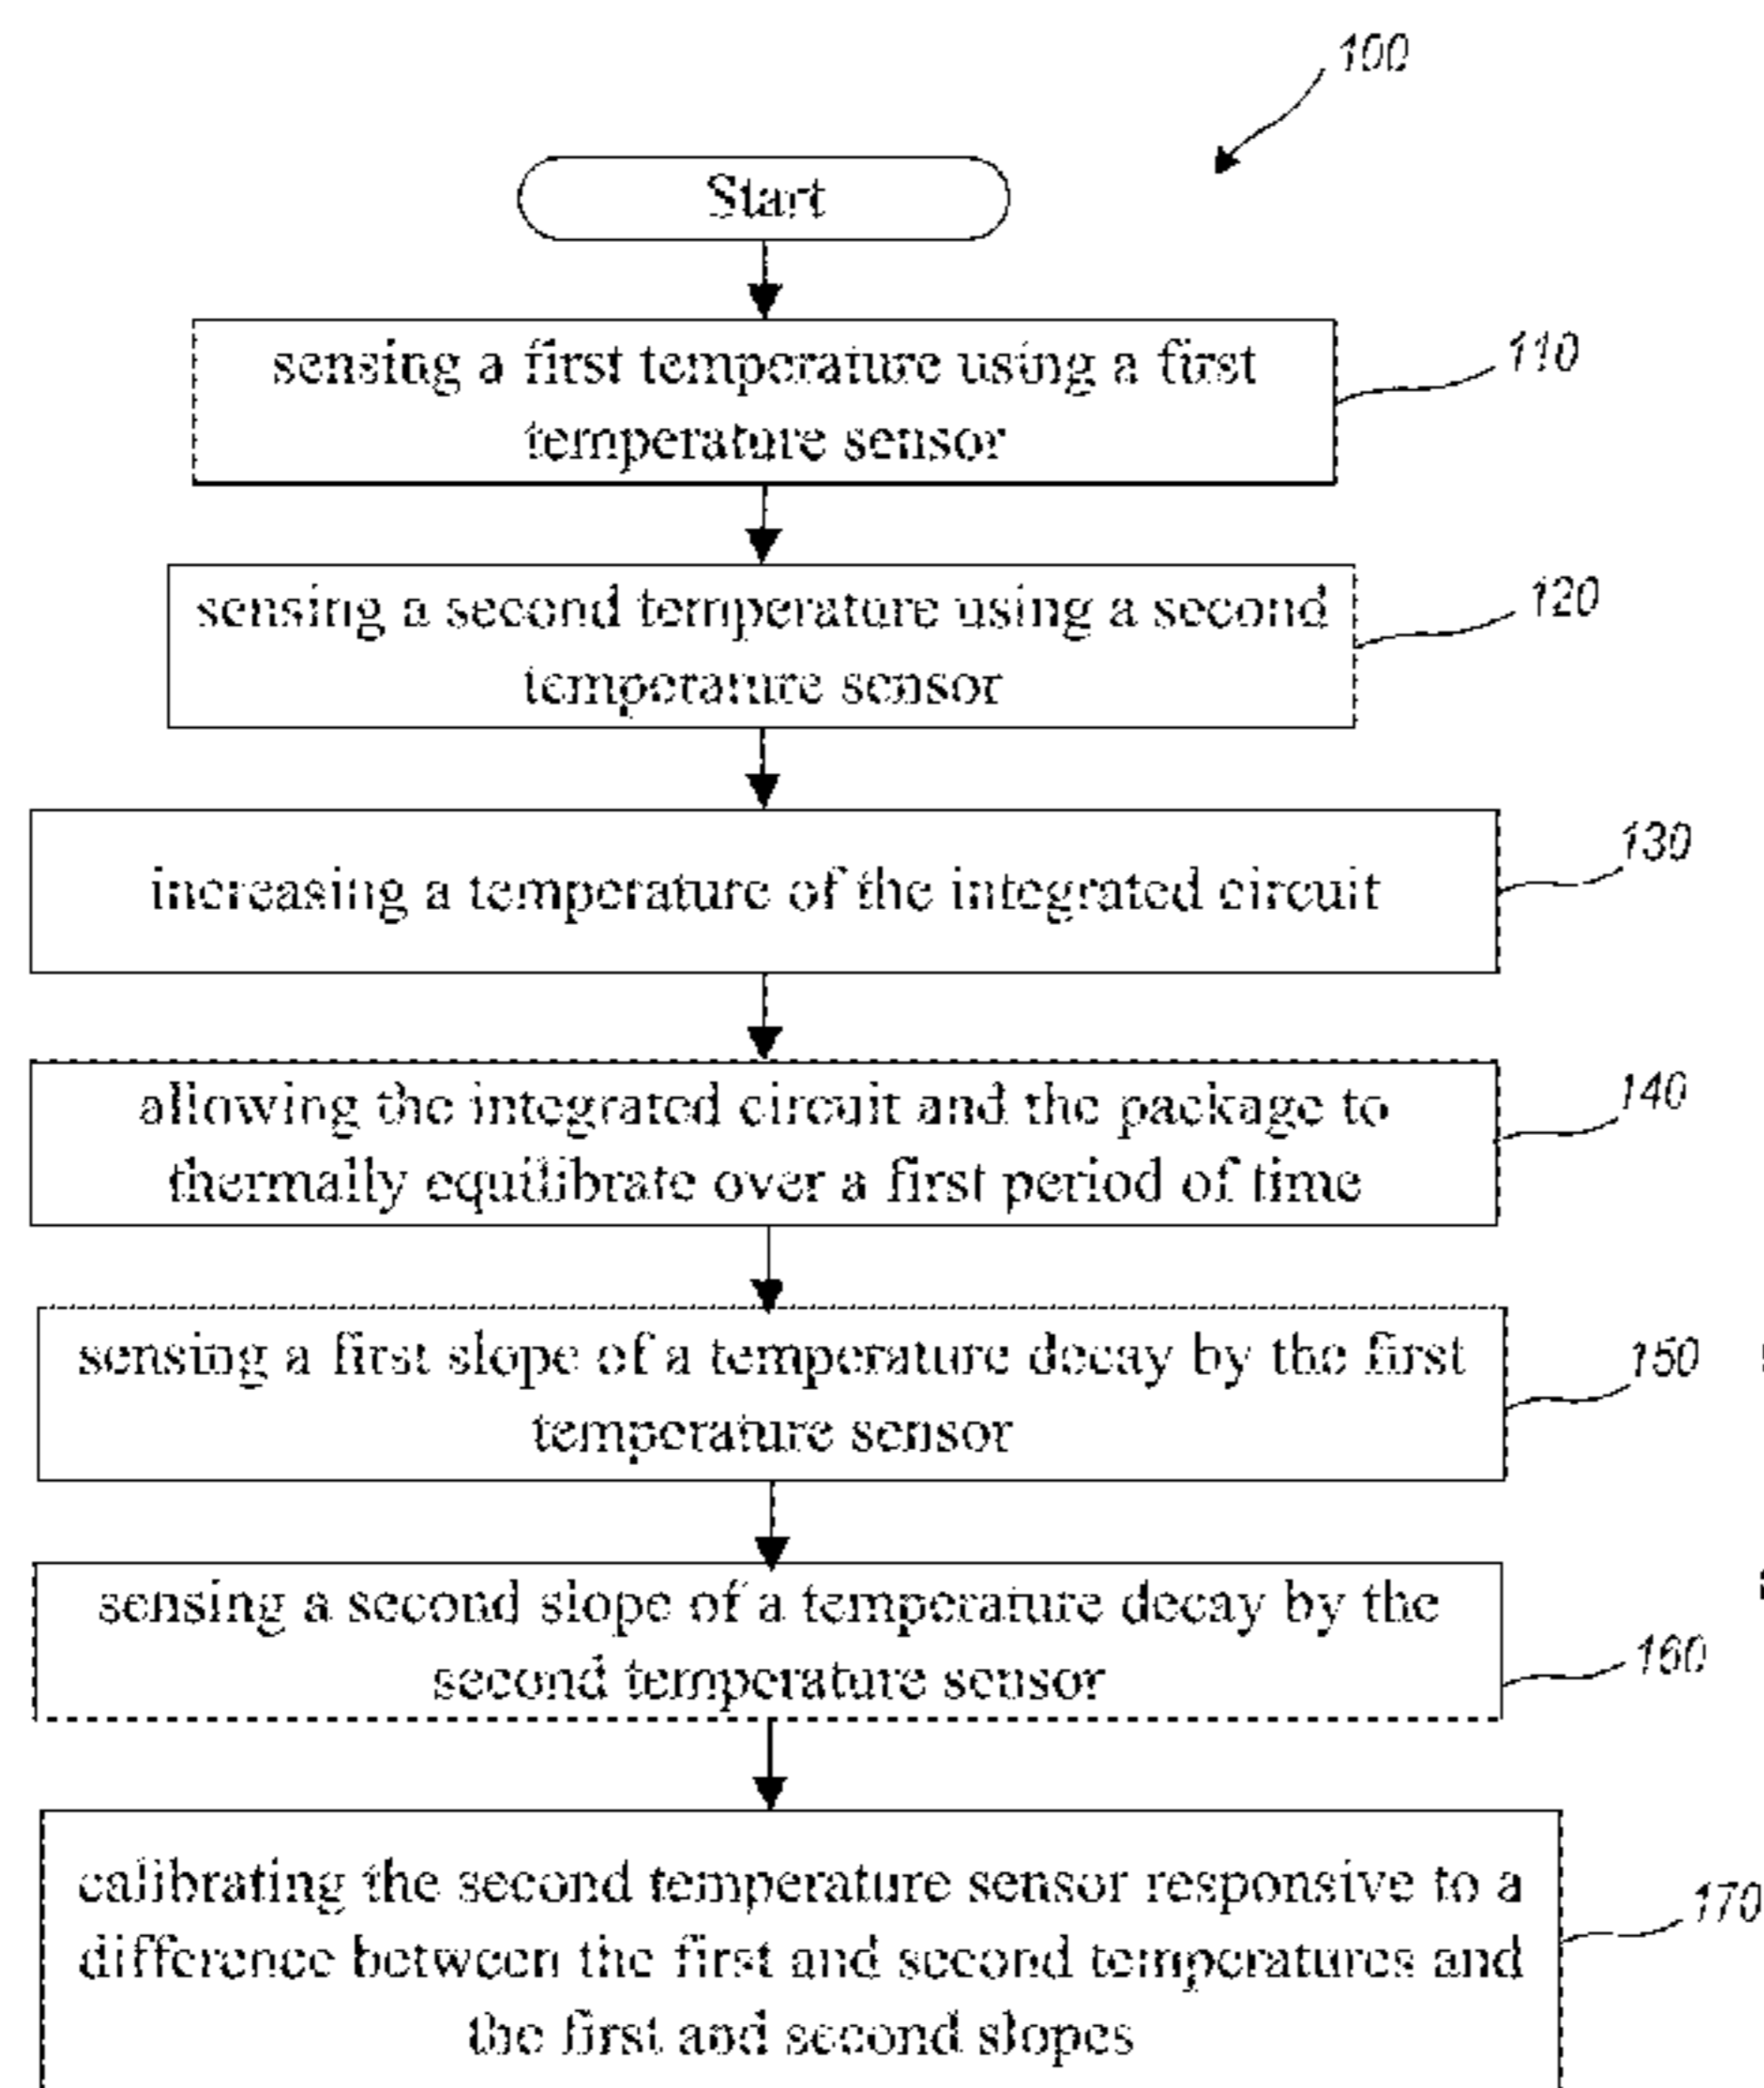 100
Start
sensing a first temperature using a first
temperature sensor
110
sensing a second temperature using a second
temperature sensor
120
increasing a temperature of the integrated circuit
130
allowing the integrated circuit and the package to
thermally equilibrate over a first period of time
140
sensing a first slope of a temperature decay by the first
temperature sensor
150
sensing a second slope of a temperature decay by the
second temperature sensor
160
calibrating the second temperature sensor responsive to a
difference between the first and second temperatures and
the first and second slopes
170